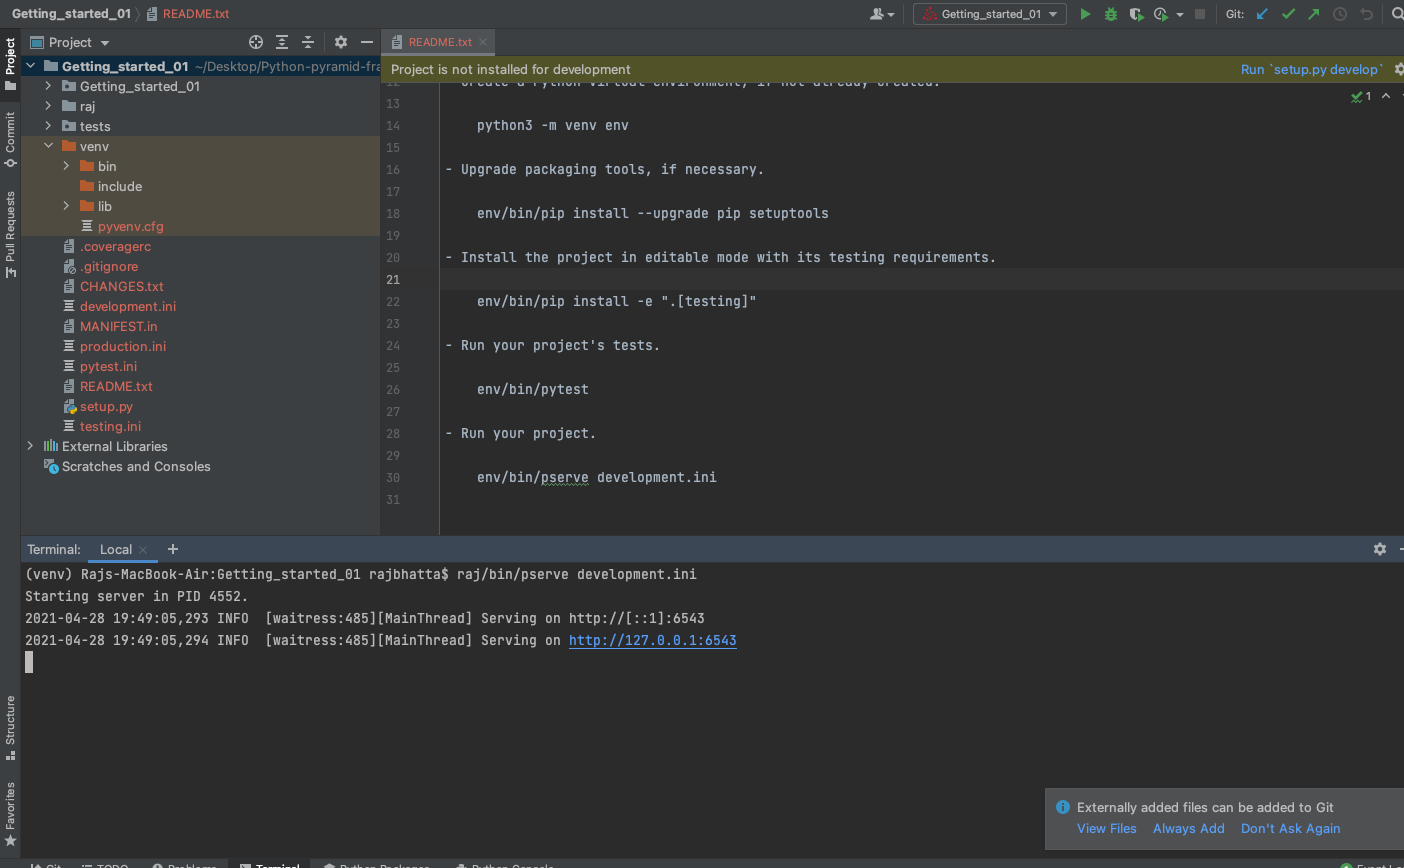 Getting_started_01 README.txt
Getting_started_01
Git:
Project
README.txt
Project is not installed for development
Run `setup.py develop`
Getting_started_01 ~/Desktop/Python-pyramid-fra
Getting_started_01
raj
tests
venv
bin
include
lib
pyvenv.cfg
.coveragerc
.gitignore
CHANGES.txt
development.ini
MANIFEST.in
production.ini
pytest.ini
README.txt
setup.py
testing.ini
External Libraries
Scratches and Consoles
Project
Commit
Pull Requests
Structure
Favorites
1
12 - Create a Python virtual environment, if not already created.
13
14 python3 -m venv env
15
16 - Upgrade packaging tools, if necessary.
17
18 env/bin/pip install --upgrade pip setuptools
19
20 - Install the project in editable mode with its testing requirements.
21
22 env/bin/pip install -e ".[testing]"
23
24 - Run your project's tests.
25
26 env/bin/pytest
27
28 - Run your project.
29
30 env/bin/pserve development.ini
31
Terminal: Local
(venv) Rajs-MacBook-Air:Getting_started_01 rajbhatta$ raj/bin/pserve development.ini
Starting server in PID 4552.
2021-04-28 19:49:05,293 INFO [waitress:485][MainThread] Serving on http://[::1]:6543
2021-04-28 19:49:05,294 INFO [waitress:485][MainThread] Serving on http://127.0.0.1:6543
Externally added files can be added to Git
View Files Always Add Don't Ask Again
Git TODO Problems Terminal Python Packages Python Console Event Lo